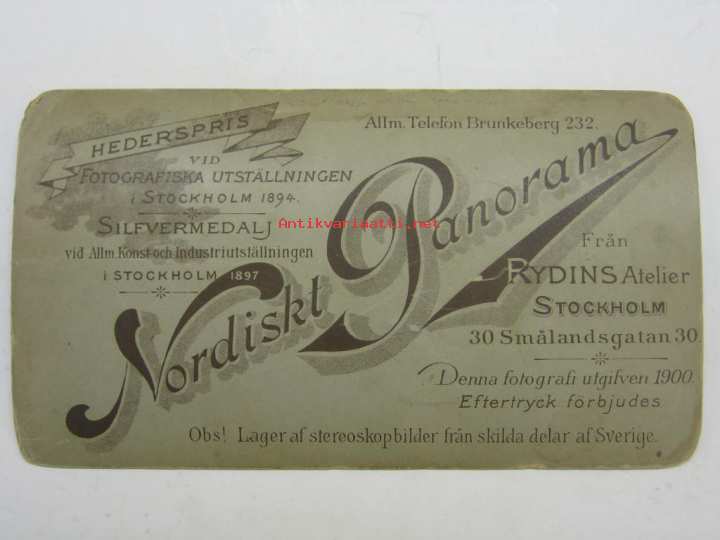 HEDERSPRIS
VID
FOTOGRAFISKA UTSTÄLLNINGEN
i STOCKHOLM 1894.
SILFVERMEDALJ
vid Allm. Konst- och Industriutställningen
i STOCKHOLM 1897
Allm. Telefon Brunkeberg 232.
Nordiskt Panorama
Från
RYDINS Atelier
STOCKHOLM
30 Smålandsgatan 30.
Denna fotografi utgifven 1900.
Eftertryck förbjudes
Obs! Lager af stereoskopbilder från skilda delar af Sverige.
Antikvariaatti.net